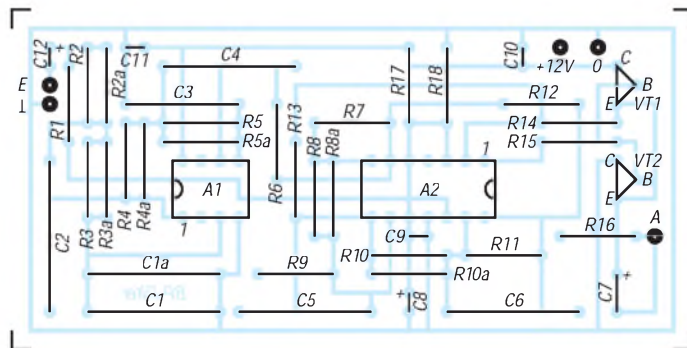 C12
+
R2
R2a
C11
C4
R17
R18
C10
+12V
0
C
B
E
VT1
E
⊥
R1
C3
R5
R5a
R13
R7
R12
R14
R15
1
C
VT2
B
E
R3
R3a
R4
R4a
A1
1
R6
R8
R8a
A2
A
C2
C9
R16
R10
R11
C1a
R9
R10a
C1
C5
+
C8
C6
C7
+